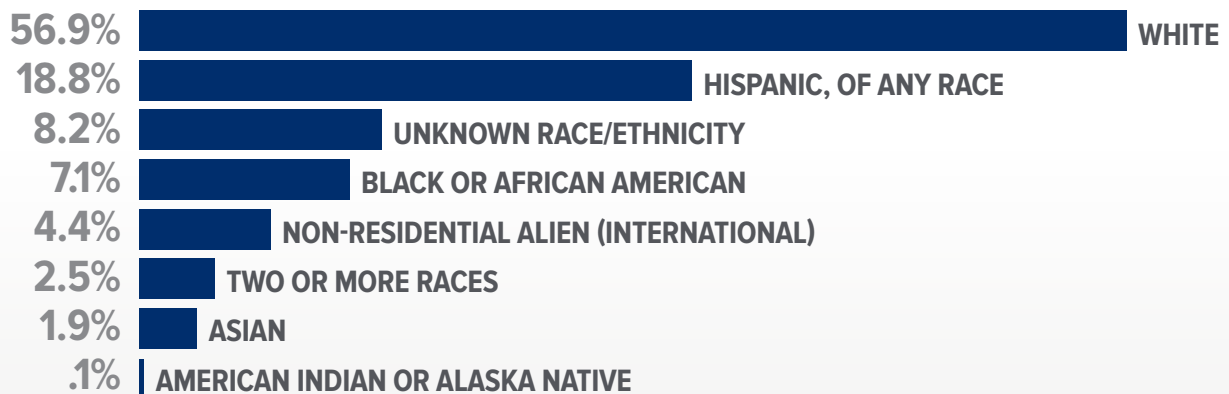 56.9% WHITE
18.8% HISPANIC, OF ANY RACE
8.2% UNKNOWN RACE/ETHNICITY
7.1% BLACK OR AFRICAN AMERICAN
4.4% NON-RESIDENTIAL ALIEN (INTERNATIONAL)
2.5% TWO OR MORE RACES
1.9% ASIAN
.1% AMERICAN INDIAN OR ALASKA NATIVE